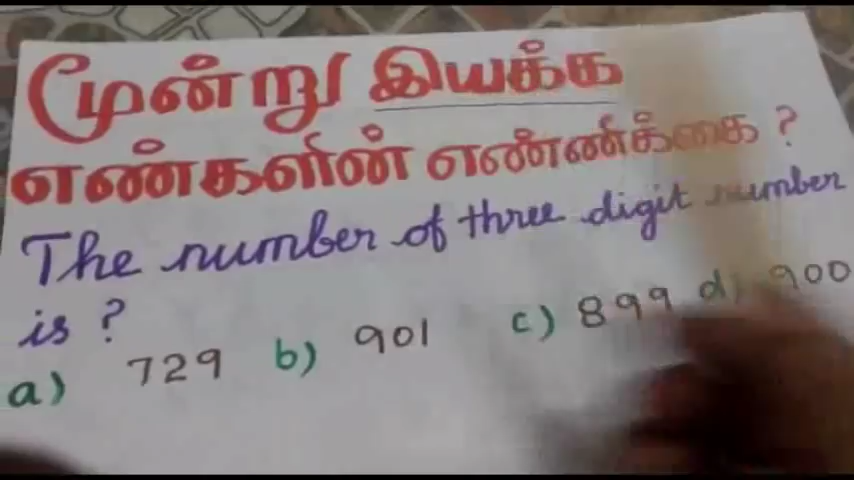 மூன்று இயக்க
எண்களின் எண்ணிக்கை ?
The number of three digit number
is ?
a) 729 b) 901 c) 899 d) 900